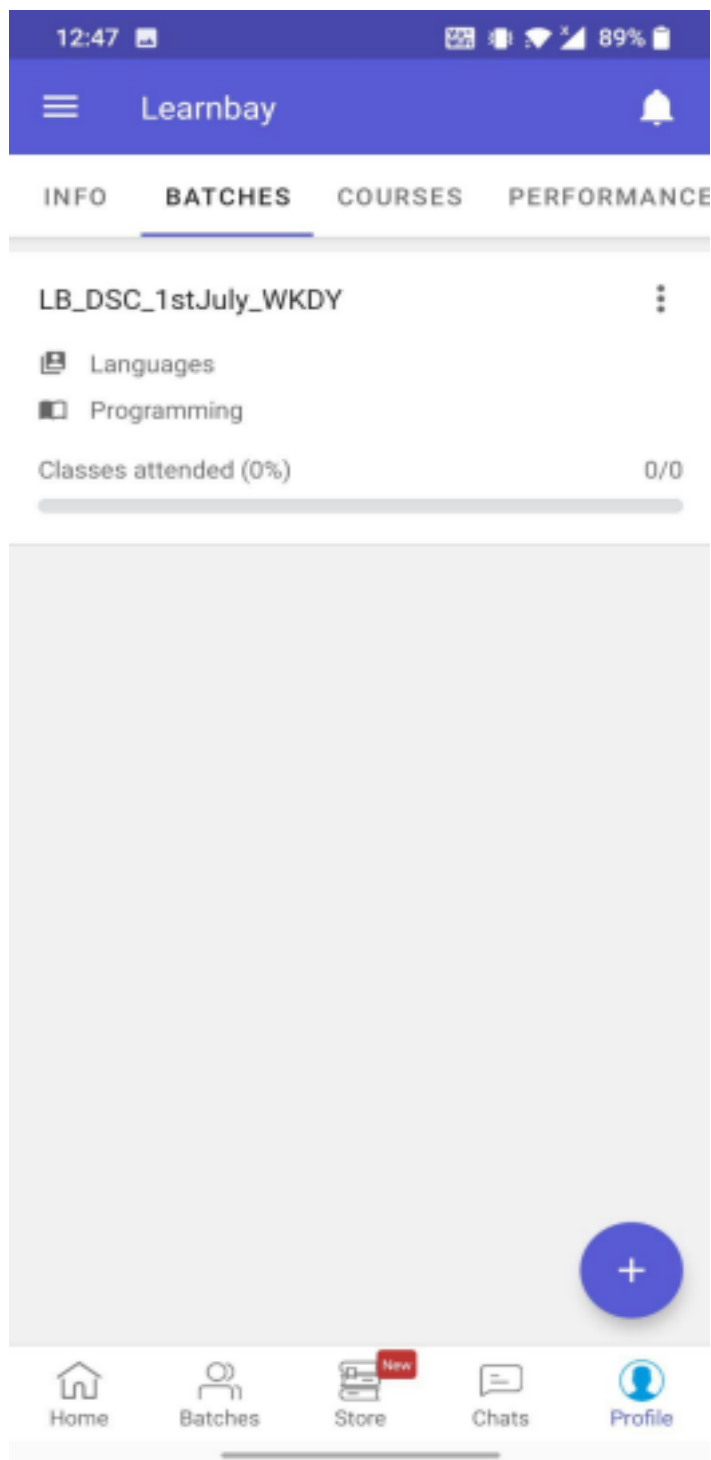 12:47 89%
Learnbay
INFO BATCHES COURSES PERFORMANCE
LB_DSC_1stJuly_WKDY
Languages
Programming
Classes attended (0%) 0/0
+
New
Home Batches Store Chats Profile